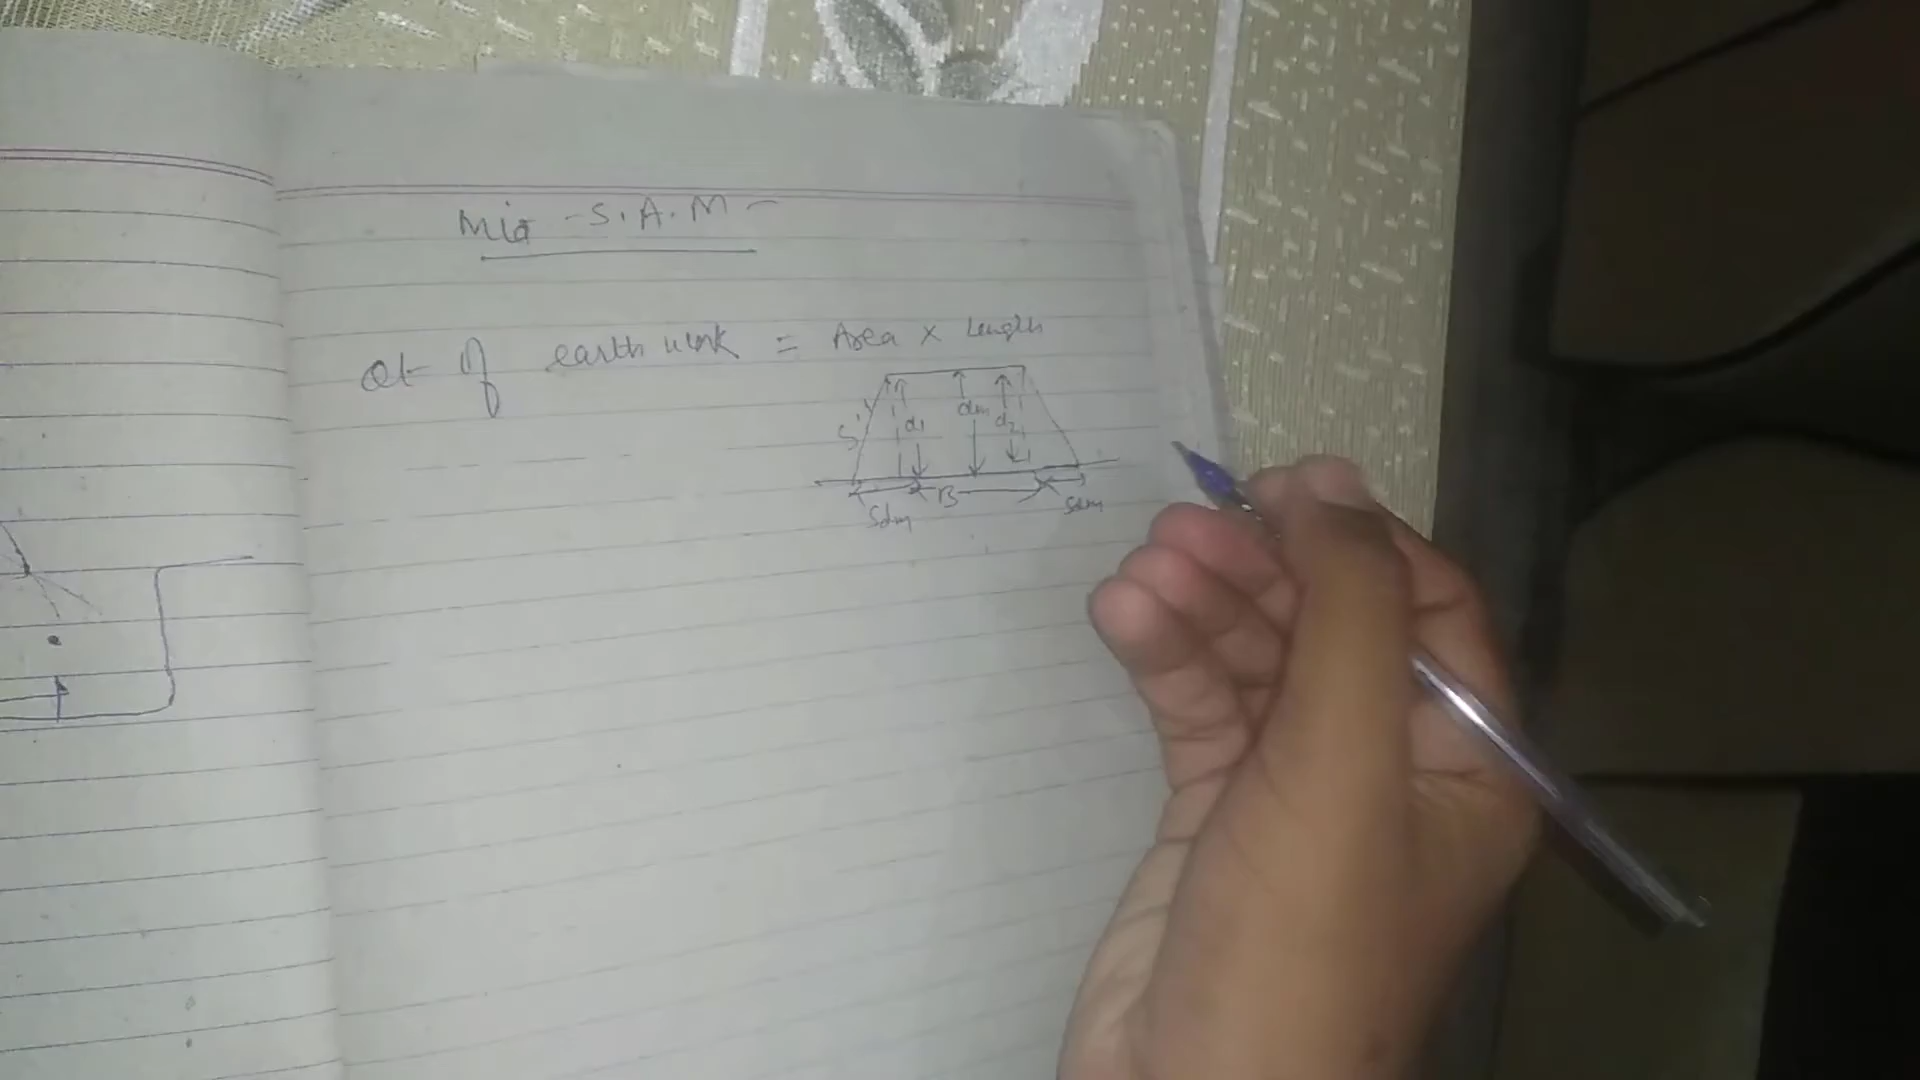 Mid - S.A.M -
Qt of earth work = Area × Length
S
d1
dm
d2
Sdm
B
Sdm